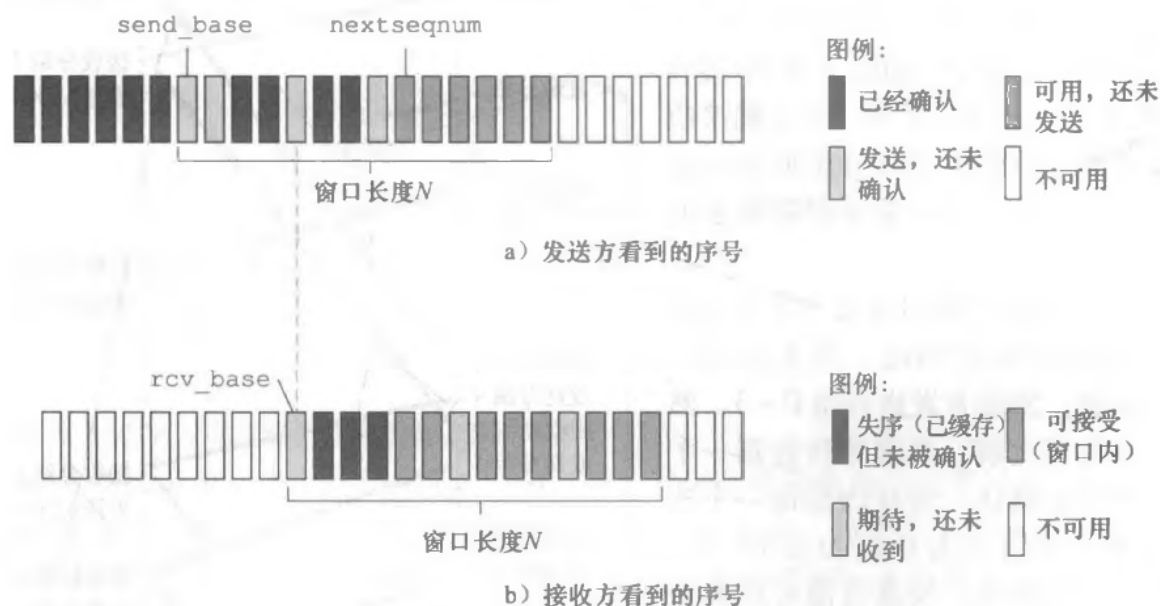 send_base
nextseqnum
窗口长度N
图例:
已经确认
可用,还未
发送
发送,还未
确认
不可用
a)发送方看到的序号
rcv_base
窗口长度N
图例:
失序(已缓存)
但未被确认
可接受
(窗口内)
期待,还未
收到
不可用
b)接收方看到的序号